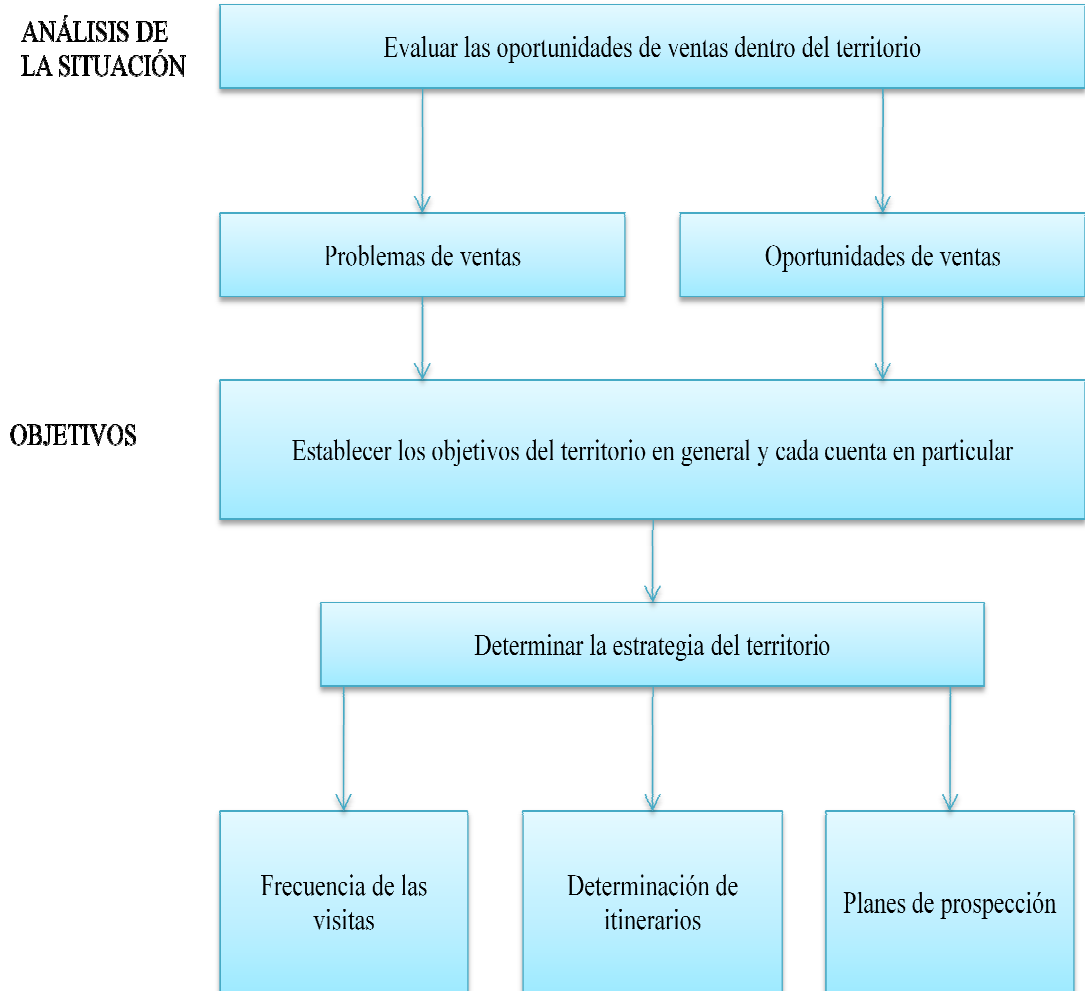 ANÁLISIS DE
LA SITUACIÓN
Evaluar las oportunidades de ventas dentro del territorio
Problemas de ventas
Oportunidades de ventas
OBJETIVOS
Establecer los objetivos del territorio en general y cada cuenta en particular
Determinar la estrategia del territorio
Frecuencia de las
visitas
Determinación de
itinerarios
Planes de prospección